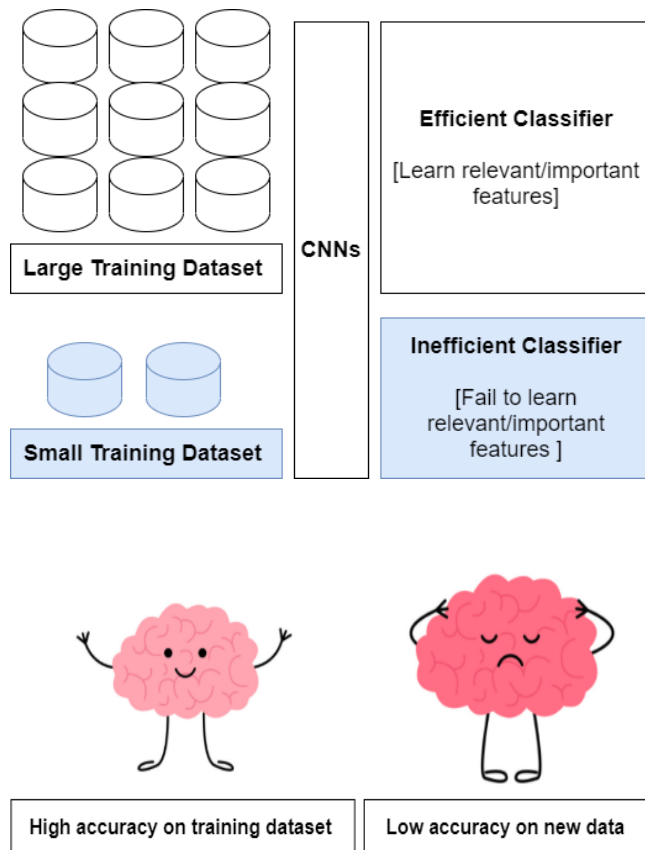 Large Training Dataset
Small Training Dataset
CNNs
Efficient Classifier
[Learn relevant/important
features]
Inefficient Classifier
[Fail to learn
relevant/important
features ]
High accuracy on training dataset
Low accuracy on new data